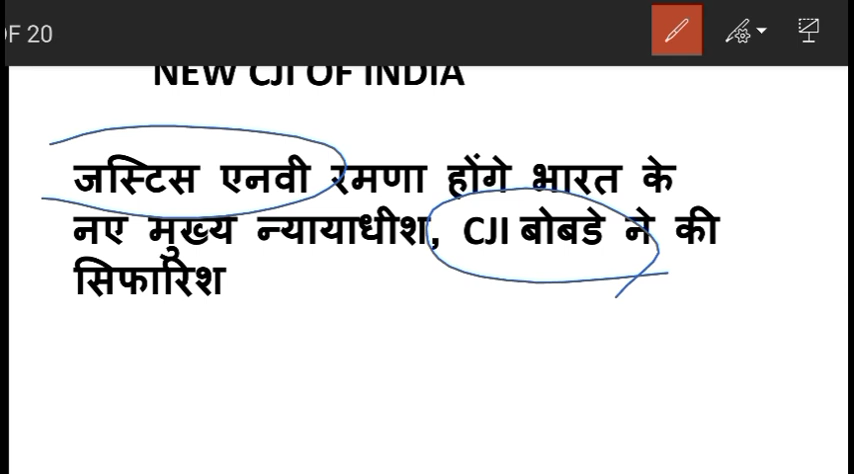 F 20
NEW CJI OF INDIA
जस्टिस एनवी रमणा होंगे भारत के
नए मुख्य न्यायाधीश, CJI बोबडे ने की
सिफारिश